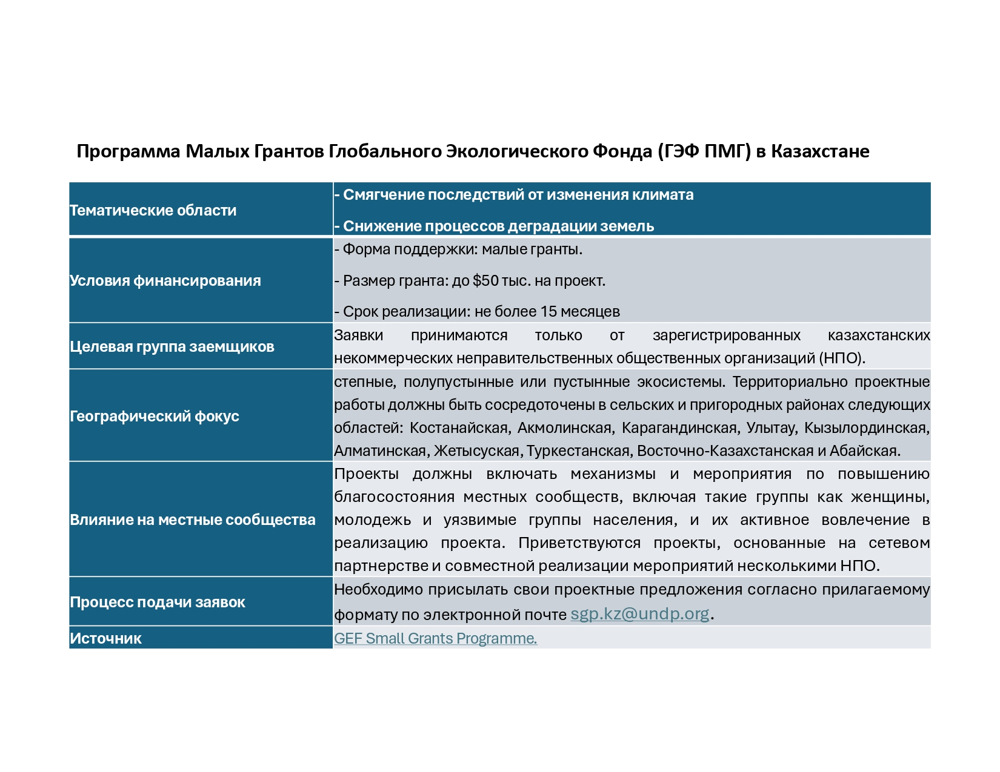 Программа Малых Грантов Глобального Экологического Фонда (ГЭФ ПМГ) в Казахстане
Тематические области
- Смягчение последствий от изменения климата
- Снижение процессов деградации земель
Условия финансирования
- Форма поддержки: малые гранты.
- Размер гранта: до $50 тыс. на проект.
- Срок реализации: не более 15 месяцев
Целевая группа заемщиков
Заявки принимаются только от зарегистрированных казахстанских
некоммерческих неправительственных общественных организаций (НПО).
Географический фокус
степные, полупустынные или пустынные экосистемы. Территориально проектные
работы должны быть сосредоточены в сельских и пригородных районах следующих
областей: Костанайская, Акмолинская, Карагандинская, Улытау, Кызылординская,
Алматинская, Жетысуская, Туркестанская, Восточно-Казахстанская и Абайская.
Влияние на местные сообщества
Проекты должны включать механизмы и мероприятия по повышению
благосостояния местных сообществ, включая такие группы как женщины,
молодежь и уязвимые группы населения, и их активное вовлечение в
реализацию проекта. Приветствуются проекты, основанные на сетевом
партнерстве и совместной реализации мероприятий несколькими НПО.
Процесс подачи заявок
Необходимо присылать свои проектные предложения согласно прилагаемому
формату по электронной почте sgp.kz@undp.org.
Источник
GEF Small Grants Programme.